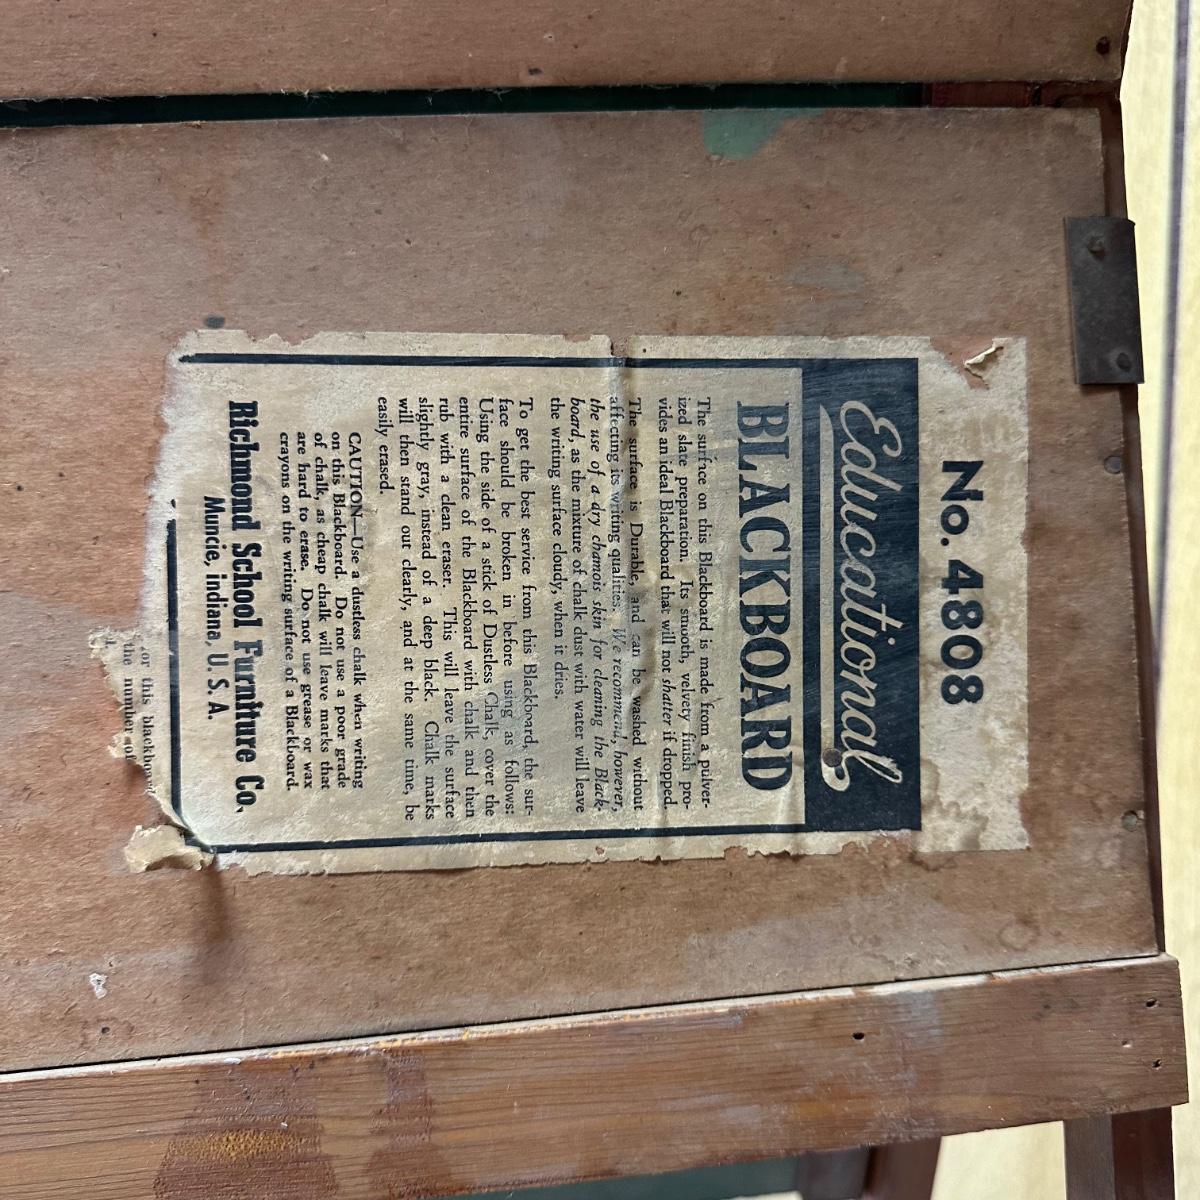 No. 4808
Educational
BLACKBOARD
The surface on this Blackboard is made from a pulver-
ized slate preparation. Its smooth, velvety finish pro-
vides an ideal Blackboard that will not shatter if dropped.
The surface is Durable, and can be washed without
affecting its writing qualities. We recommend, however,
the use of a dry chamois skin for cleaning the Black-
board, as the mixture of chalk dust with water will leave
the writing surface cloudy, when it dries.
To get the best service from this Blackboard, the sur-
face should be broken in before using as follows:
Using the side of a stick of Dustless Chalk, cover the
entire surface of the Blackboard with chalk and then
rub with a clean eraser. This will leave the surface
slightly gray, instead of a deep black. Chalk marks
will then stand out clearly, and at the same time, be
easily erased.
CAUTION—Use a dustless chalk when writing
on this Blackboard. Do not use a poor grade
of chalk, as cheap chalk will leave marks that
are hard to erase. Do not use grease or wax
crayons on the writing surface of a Blackboard.
Richmond School Furniture Co.
Muncie, Indiana, U. S. A.
this blackboard
the number of